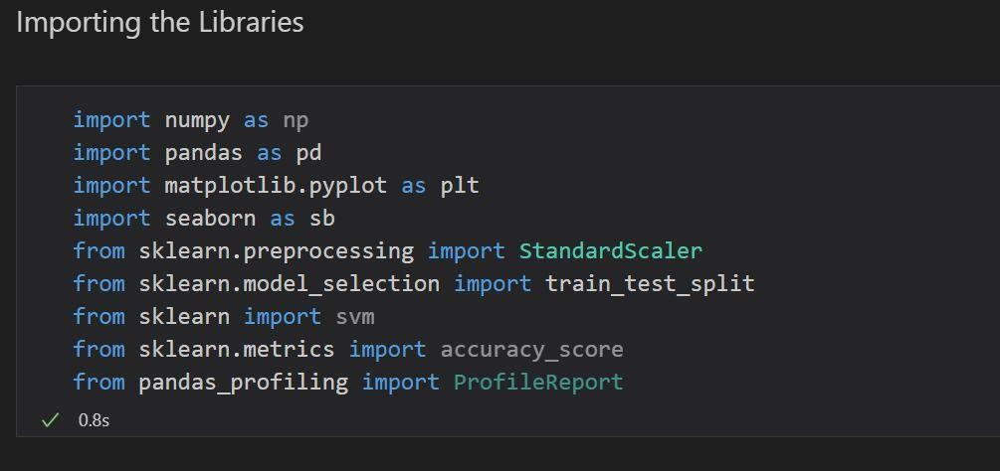 Importing the Libraries
import numpy as np
import pandas as pd
import matplotlib.pyplot as plt
import seaborn as sb
from sklearn.preprocessing import StandardScaler
from sklearn.model_selection import train_test_split
from sklearn import svm
from sklearn.metrics import accuracy_score
from pandas_profiling import ProfileReport
✓ 0.8s